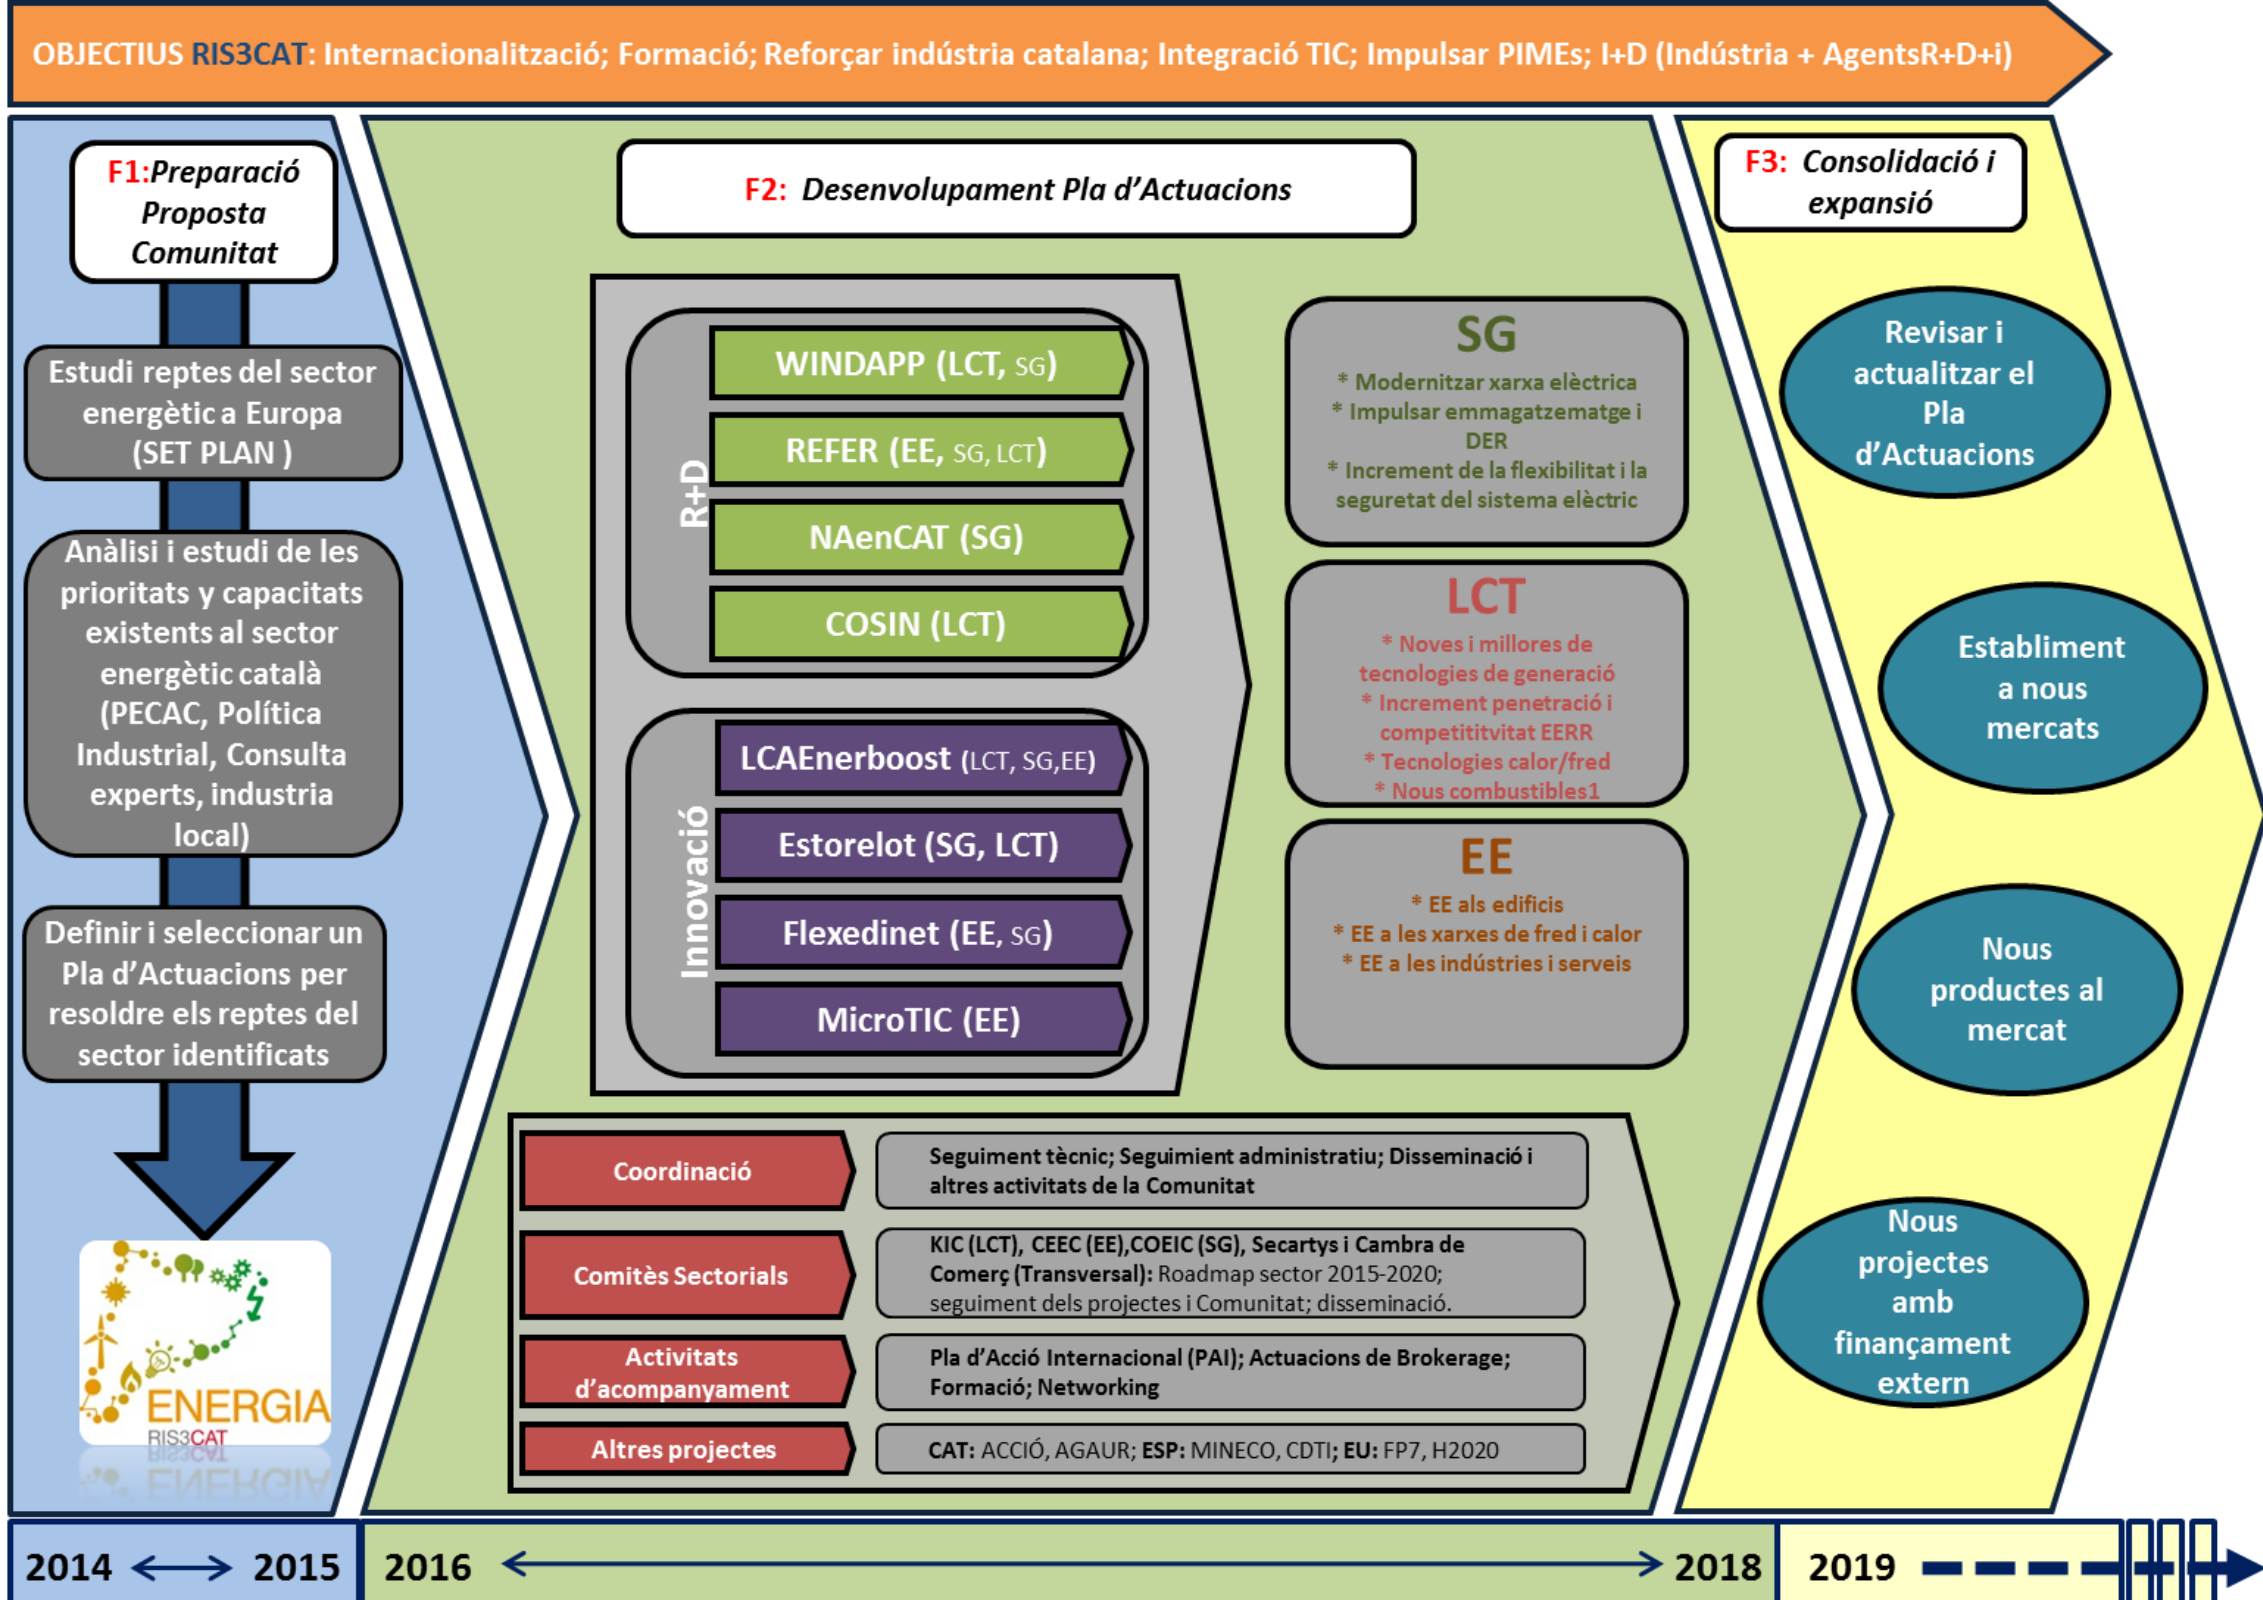 OBJECTIUS RIS3CAT: Internacionalització; Formació; Reforçar indústria catalana; Integració TIC; Impulsar PIMEs; I+D (Indústria + AgentsR+D+i)
F1:Preparació
Proposta
Comunitat
Estudi reptes del sector
energètic a Europa
(SET PLAN )
Anàlisi i estudi de les
prioritats y capacitats
existents al sector
energètic català
(PECAC, Política
Industrial, Consulta
experts, industria
local)
Definir i seleccionar un
Pla d'Actuacions per
resoldre els reptes del
sector identificats
ENERGIA
RIS3CAT
F2: Desenvolupament Pla d'Actuacions
R+D
WINDAPP (LCT, SG)
REFER (EE, SG, LCT)
NAenCAT (SG)
COSIN (LCT)
Innovació
LCAEnerboost (LCT, SG,EE)
Estorelot (SG, LCT)
Flexedinet (EE, SG)
MicroTIC (EE)
SG
* Modernitzar xarxa elèctrica
* Impulsar emmagatzematge i
DER
* Increment de la flexibilitat i la
seguretat del sistema elèctric
LCT
* Noves i millores de
tecnologies de generació
* Increment penetració i
competititvitat EERR
* Tecnologies calor/fred
* Nous combustibles1
EE
* EE als edificis
* EE a les xarxes de fred i calor
* EE a les indústries i serveis
Coordinació
Seguiment tècnic; Seguimient administratiu; Disseminació i
altres activitats de la Comunitat
Comitès Sectorials
KIC (LCT), CEEC (EE),COEIC (SG), Secartys i Cambra de
Comerç (Transversal): Roadmap sector 2015-2020;
seguiment dels projectes i Comunitat; disseminació.
Activitats
d'acompanyament
Pla d'Acció Internacional (PAI); Actuacions de Brokerage;
Formació; Networking
Altres projectes
CAT: ACCIÓ, AGAUR; ESP: MINECO, CDTI; EU: FP7, H2020
F3: Consolidació i
expansió
Revisar i
actualitzar el
Pla
d'Actuacions
Establiment
a nous
mercats
Nous
productes al
mercat
Nous
projectes
amb
finançament
extern
2014 2015 2016 2018 2019